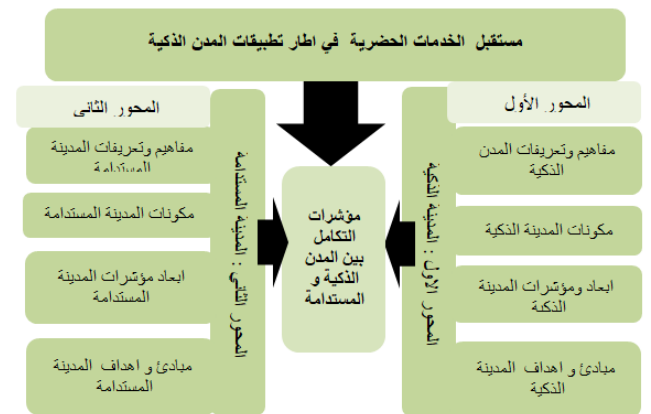 مستقبل الخدمات الحضرية في اطار تطبيقات المدن الذكية
المحور الأول
مفاهيم وتعريفات المدن
الذكية
مكونات المدينة الذكية
ابعاد ومؤشرات المدينة
الذكية
مبادئ و اهداف المدينة
الذكية
المحور الاول : المدينة الذكية
مؤشرات
التكامل
بين المدن
الذكية و
المستدامة
المحور الثاني : المدينة المستدامة
المحور الثانى
مفاهيم وتعريفات المدينة
المستدامة
مكونات المدينة المستدامة
ابعاد مؤشرات المدينة
المستدامة
مبادئ و اهداف المدينة
المستدامة